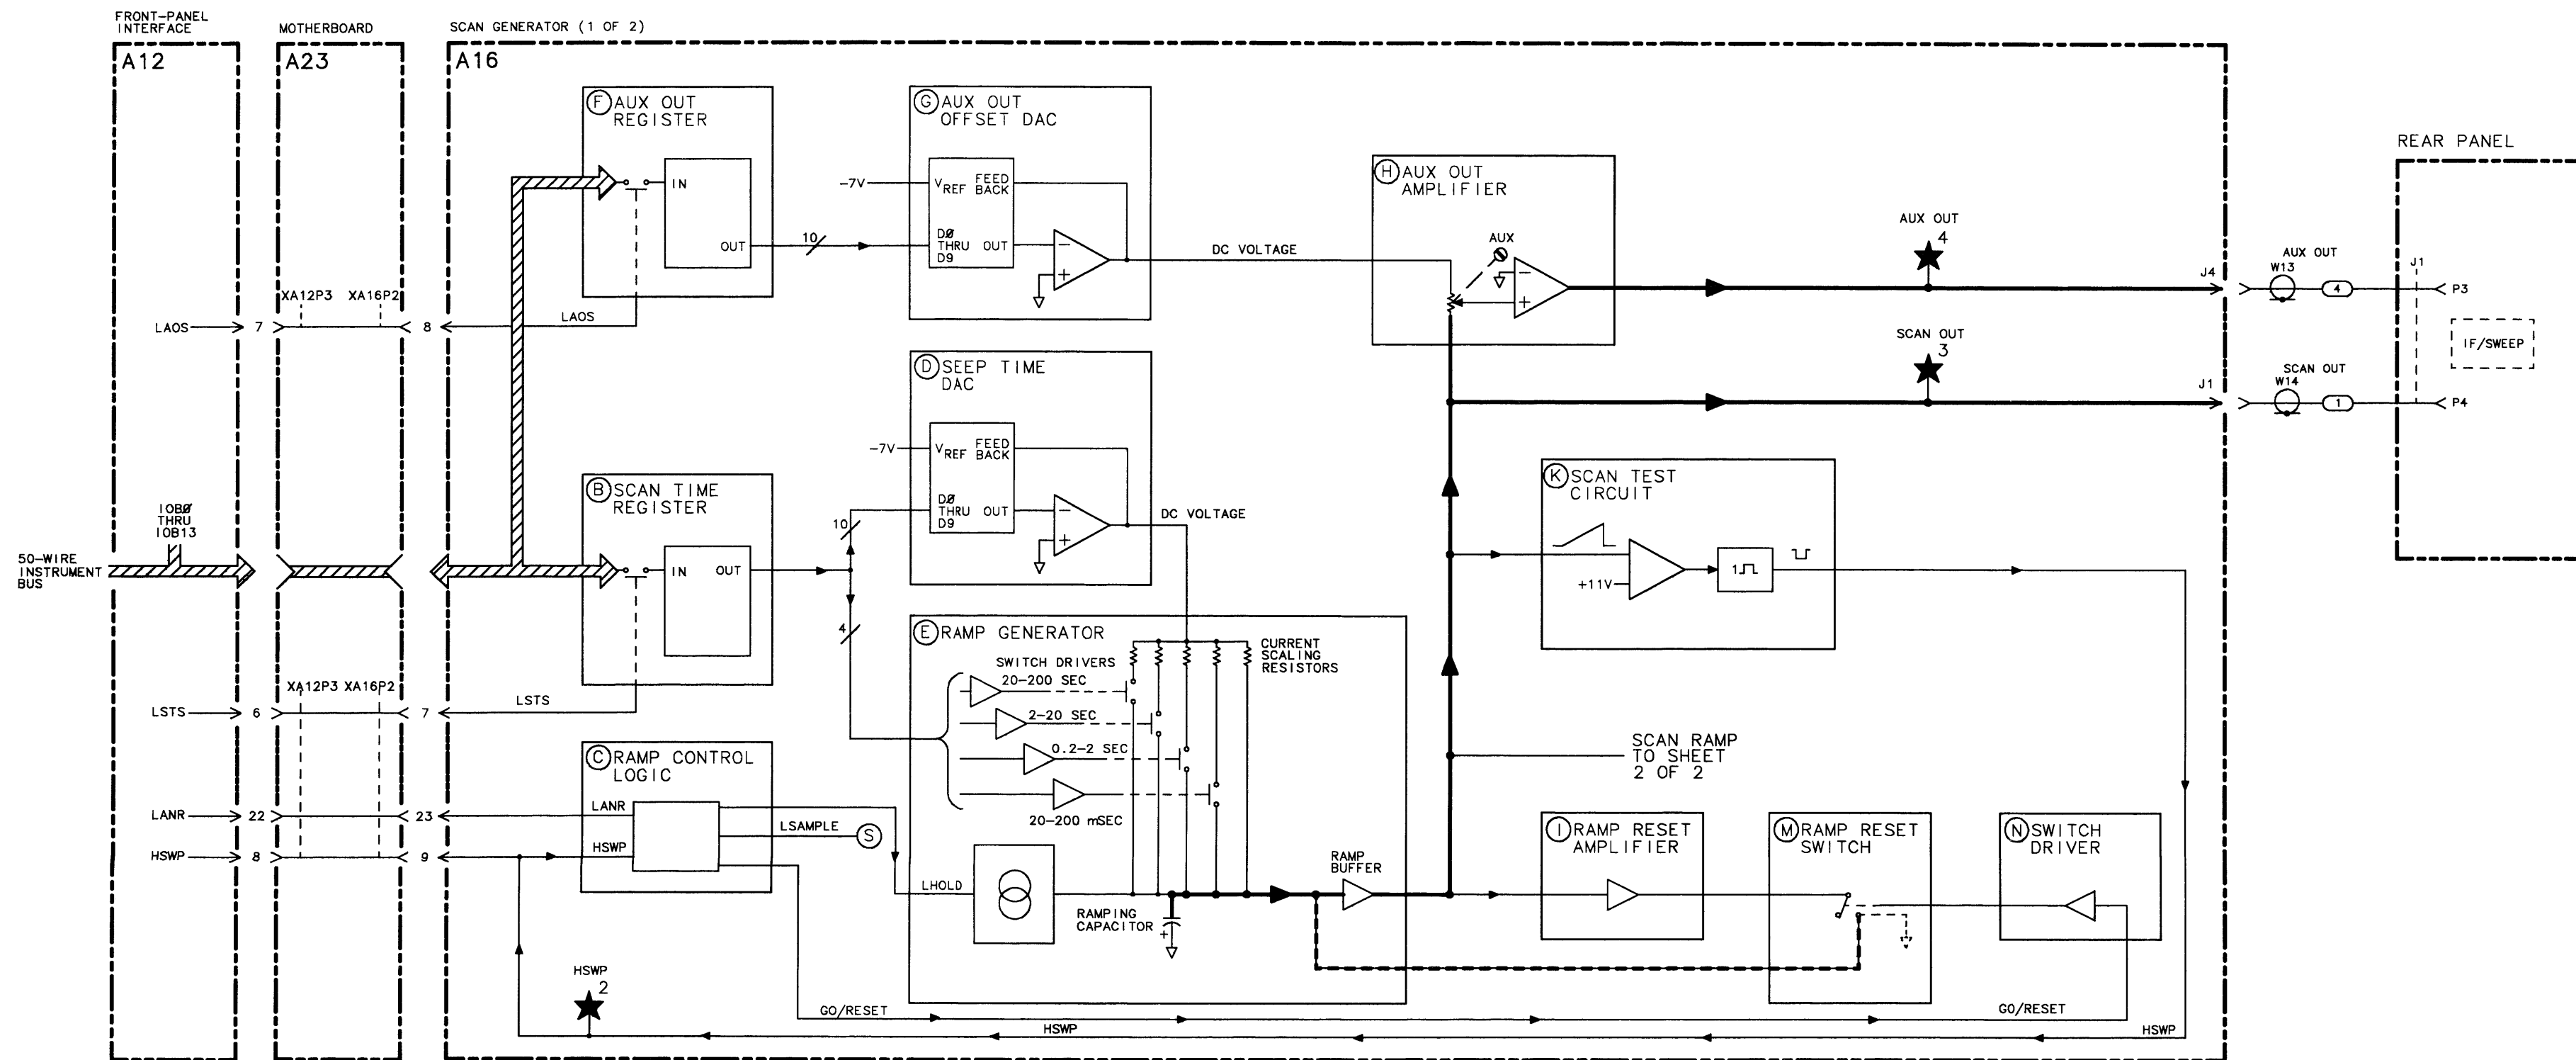 FRONT-PANEL
INTERFACE
MOTHERBOARD
SCAN GENERATOR (1 OF 2)
A12
A23
A16
F AUX OUT
REGISTER
IN
OUT
10
G AUX OUT
OFFSET DAC
-7V
VREF
FEED
BACK
DØ
THRU
D9
OUT
-
+
DC VOLTAGE
H AUX OUT
AMPLIFIER
AUX
-
+
AUX OUT
4
J4
AUX OUT
W13
4
REAR PANEL
J1
P3
IF/SWEEP
SCAN OUT
3
J1
SCAN OUT
W14
1
P4
XA12P3 XA16P2
LAOS
7
8
LAOS
D SEEP TIME
DAC
-7V
VREF
FEED
BACK
DØ
THRU
D9
OUT
-
+
DC VOLTAGE
B SCAN TIME
REGISTER
IN
OUT
10
4
IOBØ
THRU
IOB13
50-WIRE
INSTRUMENT
BUS
K SCAN TEST
CIRCUIT
+11V
1
XA12P3 XA16P2
LSTS
6
7
LSTS
E RAMP GENERATOR
CURRENT
SCALING
RESISTORS
SWITCH DRIVERS
20-200 SEC
2-20 SEC
0.2-2 SEC
20-200 mSEC
SCAN RAMP
TO SHEET
2 OF 2
C RAMP CONTROL
LOGIC
LANR
22
23
LANR
LSAMPLE
S
HSWP
8
9
HSWP
LHOLD
RAMPING
CAPACITOR
+
RAMP
BUFFER
I RAMP RESET
AMPLIFIER
M RAMP RESET
SWITCH
N SWITCH
DRIVER
HSWP
2
GO/RESET
GO/RESET
HSWP
HSWP